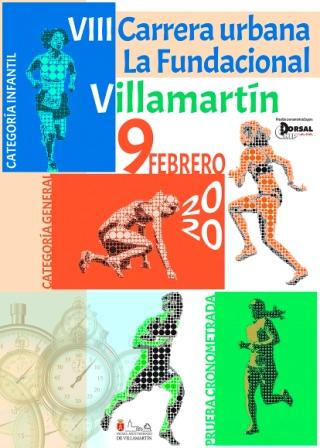 VIII Carrera urbana
La Fundacional
Villamartín
9 FEBRERO
2020
CATEGORÍA INFANTIL
CATEGORÍA GENERAL
PRUEBA CRONOMETRADA
DORSAL
DE VILLAMARTÍN